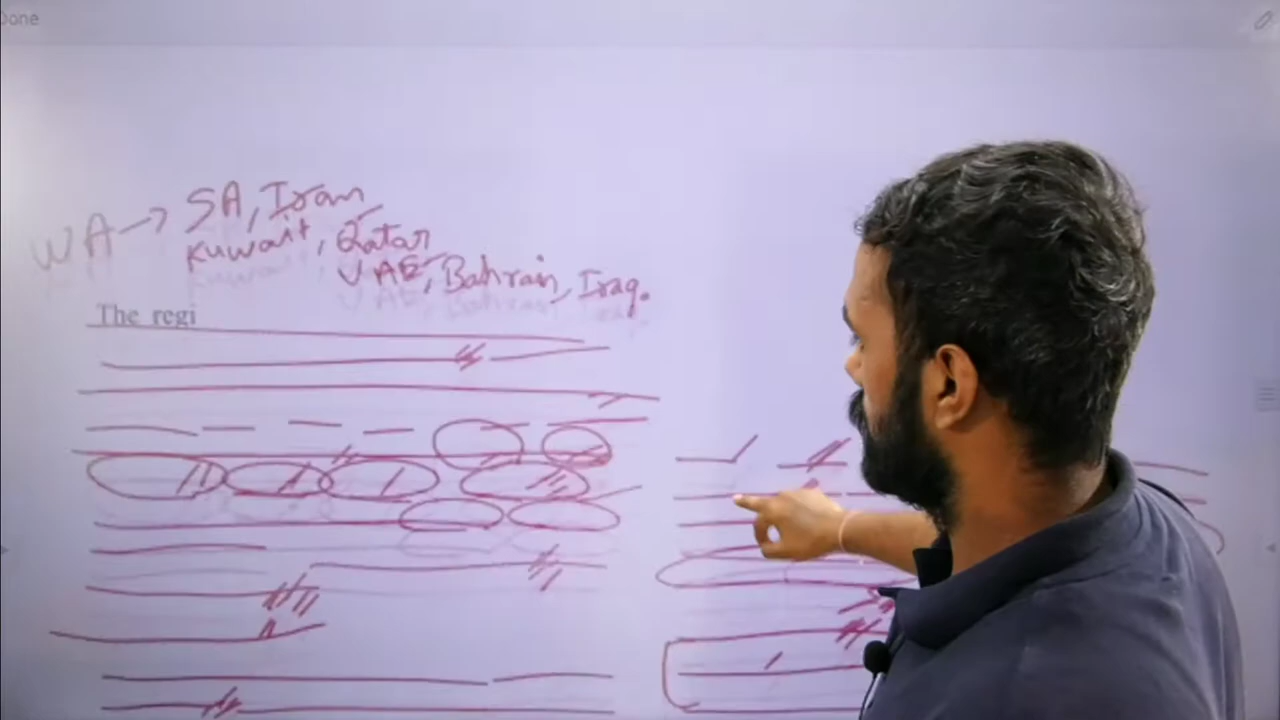 Done
WA → SA, Iran,
Kuwait, Qatar
UAE, Bahrain, Iraq.
The regi